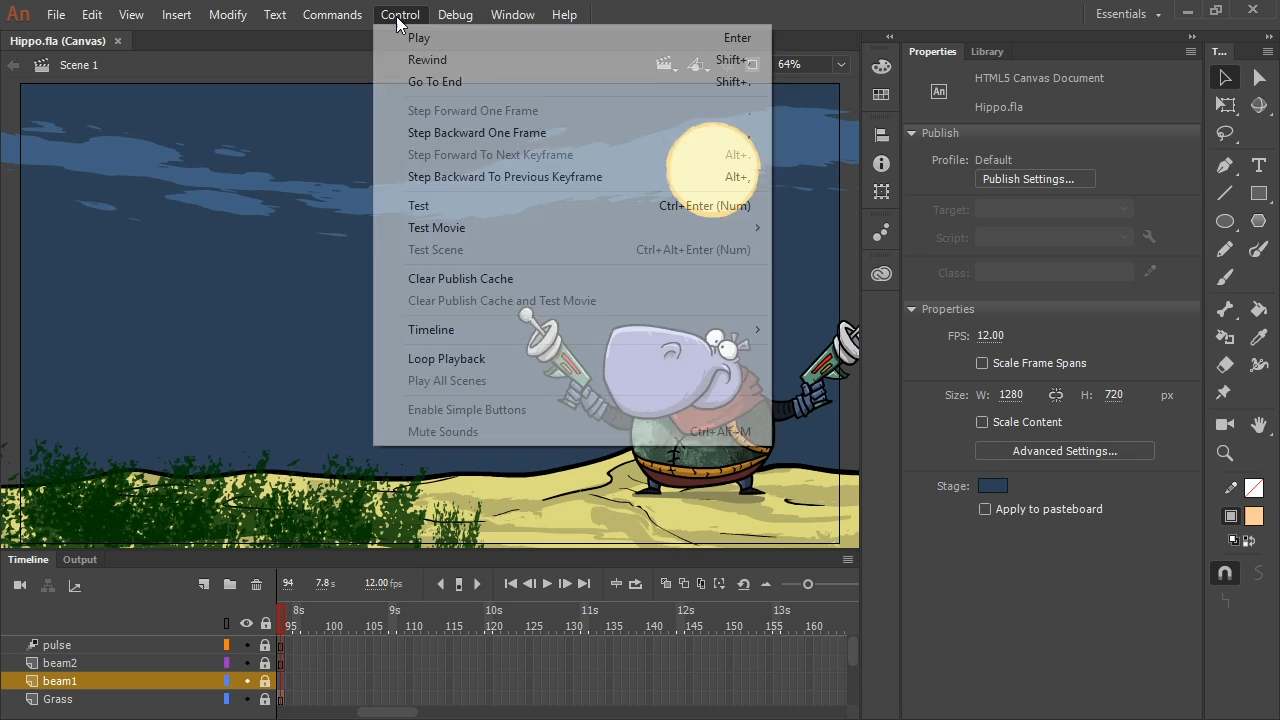 An File Edit View Insert Modify Text Commands Control Debug Window Help Essentials
Hippo.fla (Canvas) ×
Scene 1
64%
Play Enter
Rewind Shift+,
Go To End Shift+.
Step Forward One Frame .
Step Backward One Frame ,
Step Forward To Next Keyframe Alt+.
Step Backward To Previous Keyframe Alt+,
Test Ctrl+Enter (Num)
Test Movie
Test Scene Ctrl+Alt+Enter (Num)
Clear Publish Cache
Clear Publish Cache and Test Movie
Timeline
Loop Playback
Play All Scenes
Enable Simple Buttons
Mute Sounds Ctrl+Alt+M
Properties Library
An HTML5 Canvas Document
Hippo.fla
Publish
Profile: Default
Publish Settings...
Target:
Script:
Class:
Properties
FPS: 12.00
Scale Frame Spans
Size: W: 1280 H: 720 px
Scale Content
Advanced Settings...
Stage:
Apply to pasteboard
T...
Timeline Output
94 7.8 s 12.00 fps
8s 9s 10s 11s 12s 13s
95 100 105 110 115 120 125 130 135 140 145 150 155 160
pulse
beam2
beam1
Grass